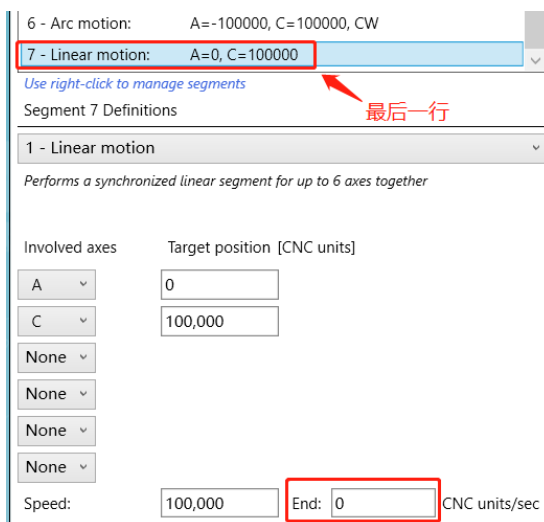 6 - Arc motion: A=-100000, C=100000, CW
7 - Linear motion: A=0, C=100000
Use right-click to manage segments
最后一行
Segment 7 Definitions
1 - Linear motion
Performs a synchronized linear segment for up to 6 axes together
Involved axes Target position [CNC units]
A 0
C 100,000
None
None
None
None
Speed: 100,000 End: 0 CNC units/sec